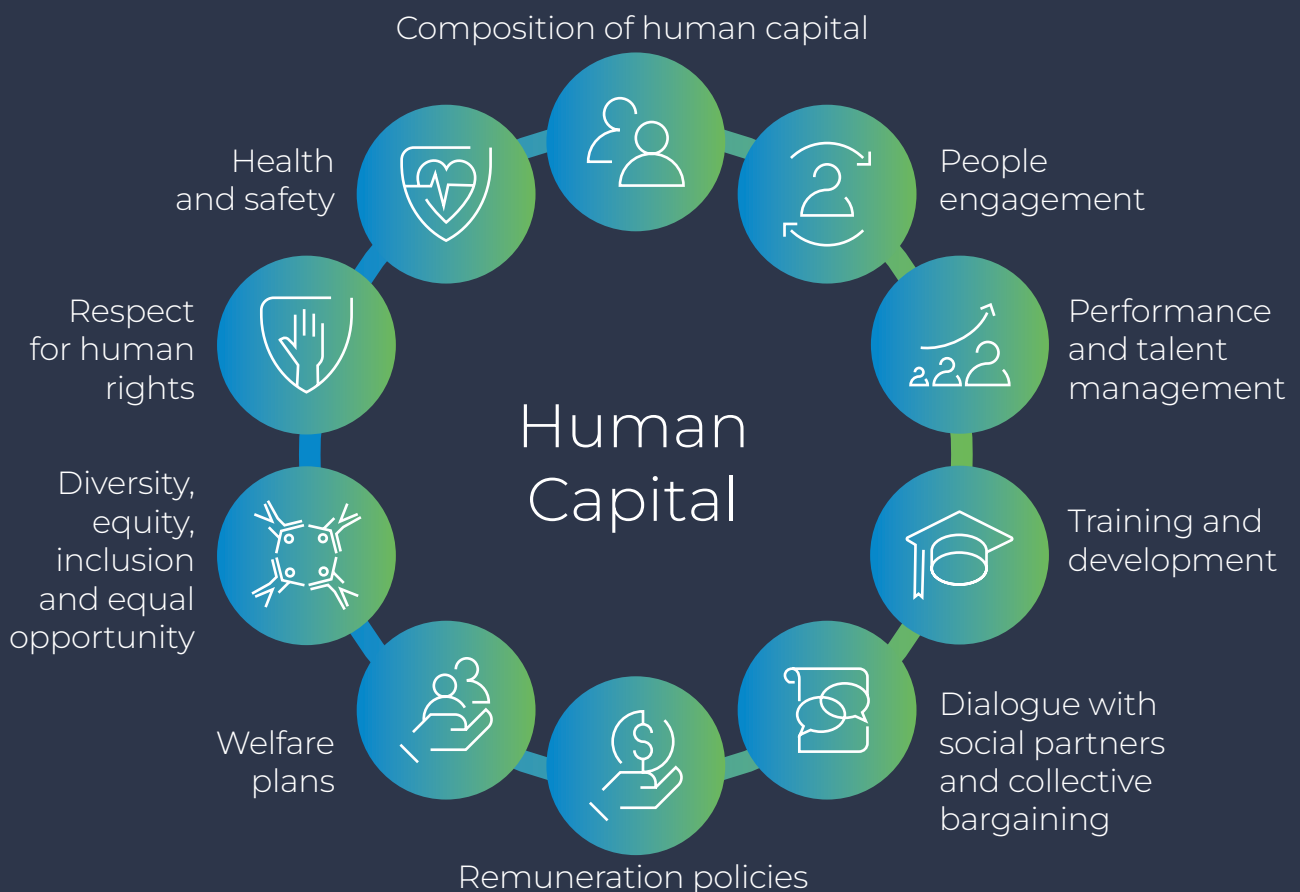 Composition of human capital
Health
and safety
People
engagement
Respect
for human
rights
Performance
and talent
management
Human
Capital
Diversity,
equity,
inclusion
and equal
opportunity
Training and
development
Welfare
plans
Dialogue with
social partners
and collective
bargaining
Remuneration policies